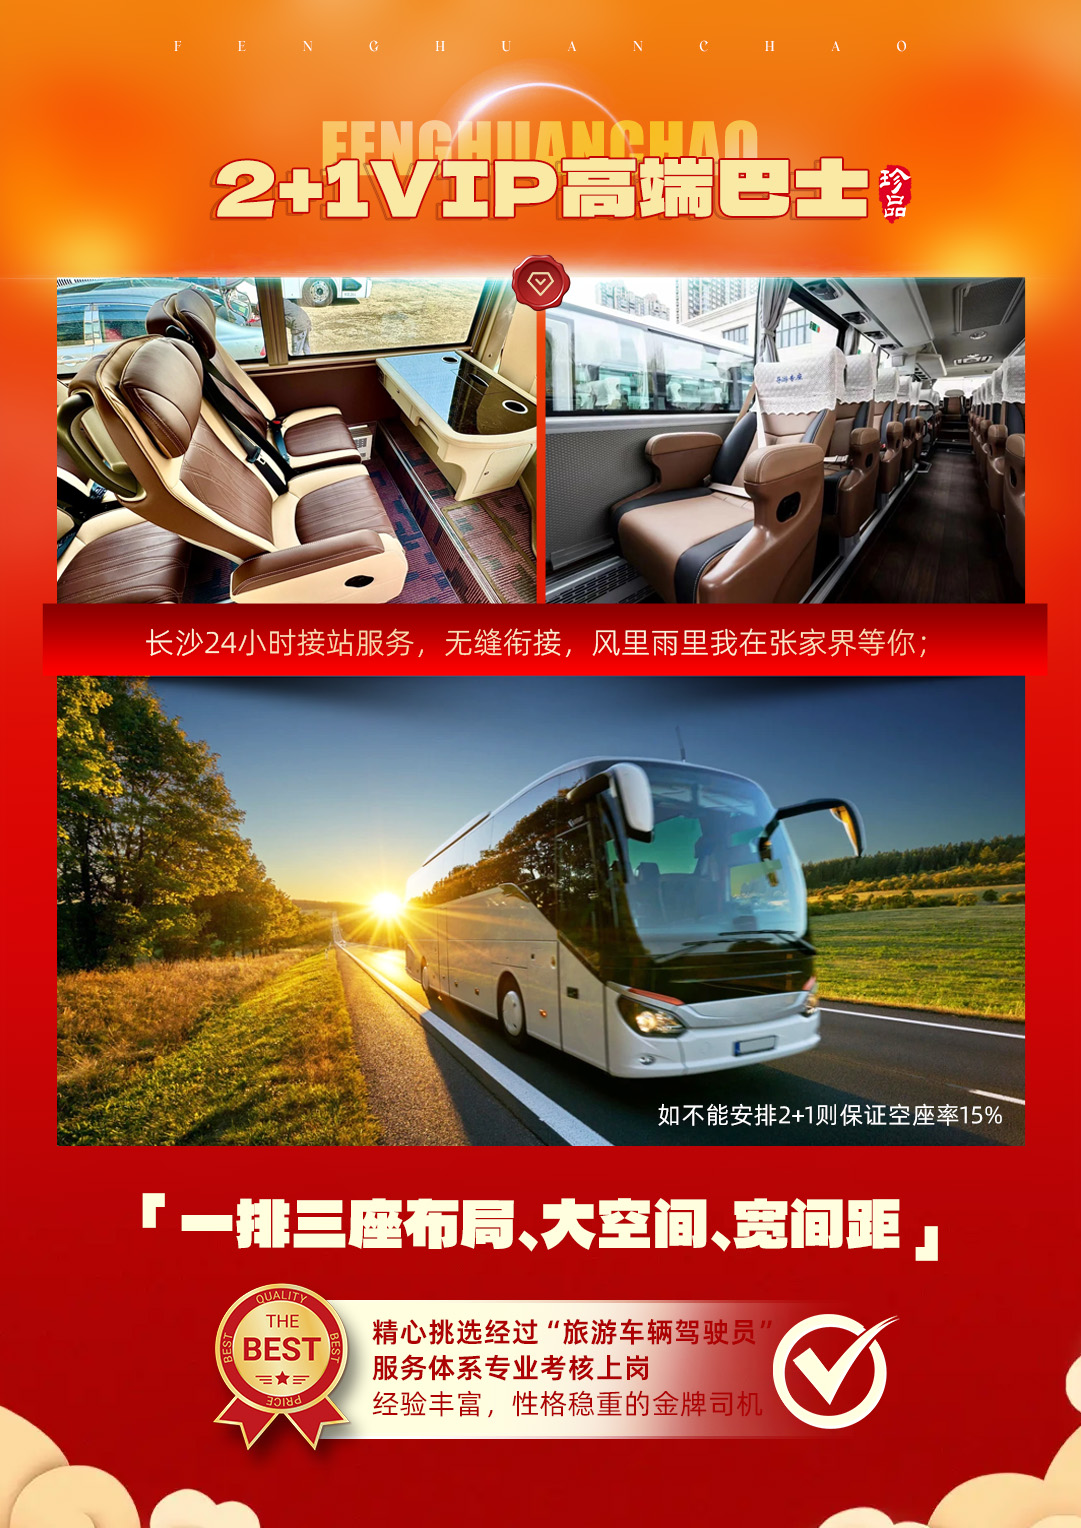 FENGHUANCHAO
FENGHUANCHAO
2+1VIP高端巴士
珍品
导游专座
长沙24小时接站服务，无缝衔接，风里雨里我在张家界等你；
如不能安排2+1则保证空座率15%
「一排三座布局、大空间、宽间距」
QUALITY
BEST
THE
BEST
BEST
PRICE
精心挑选经过“旅游车辆驾驶员”
服务体系专业考核上岗
经验丰富，性格稳重的金牌司机